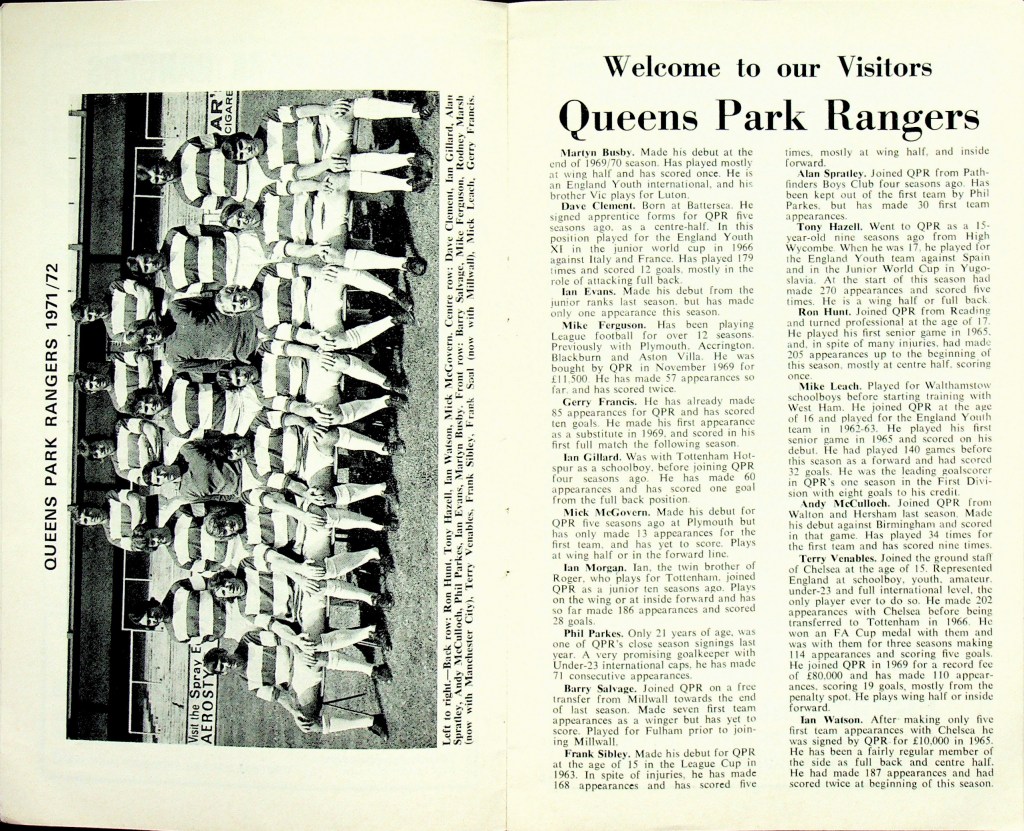 QUEENS PARK RANGERS 1971/72
AR'
CIGARE
Visit the Spray
AEROSTY
Left to right.—Back row: Ron Hunt, Tony Hazell, Ian Watson, Mick McGovern. Centre row: Dave Clement, Ian Gillard, Alan
Spratley, Andy McCulloch, Phil Parkes, Ian Evans, Martyn Busby. Front row: Barry Salvage, Mike Ferguson, Rodney Marsh
(now with Manchester City), Terry Venables, Frank Sibley, Frank Saul (now with Millwall), Mick Leach, Gerry Francis.
Welcome to our Visitors
Queens Park Rangers
Martyn Busby. Made his debut at the
end of 1969/70 season. Has played mostly
at wing half and has scored once. He is
an England Youth international, and his
brother Vic plays for Luton.
Dave Clement. Born at Battersea. He
signed apprentice forms for QPR five
seasons ago, as a centre-half. In this
position played for the England Youth
XI in the junior world cup in 1966
against Italy and France. Has played 179
times and scored 12 goals, mostly in the
role of attacking full back.
Ian Evans. Made his debut from the
junior ranks last season, but has made
only one appearance this season.
Mike Ferguson. Has been playing
League football for over 12 seasons.
Previously with Plymouth, Accrington,
Blackburn and Aston Villa. He was
bought by QPR in November 1969 for
£11,500. He has made 57 appearances so
far, and has scored twice.
Gerry Francis. He has already made
85 appearances for QPR and has scored
ten goals. He made his first appearance
as a substitute in 1969, and scored in his
first full match the following season.
Ian Gillard. Was with Tottenham Hot-
spur as a schoolboy, before joining QPR
four seasons ago. He has made 60
appearances and has scored one goal
from the full back position.
Mick McGovern. Made his debut for
QPR five seasons ago at Plymouth but
has only made 13 appearances for the
first team, and has yet to score. Plays
at wing half or in the forward line.
Ian Morgan. Ian, the twin brother of
Roger, who plays for Tottenham, joined
QPR as a junior ten seasons ago. Plays
on the wing or at inside forward and has
so far made 186 appearances and scored
28 goals.
Phil Parkes. Only 21 years of age, was
one of QPR's close season signings last
year. A very promising goalkeeper with
Under-23 international caps, he has made
71 consecutive appearances.
Barry Salvage. Joined QPR on a free
transfer from Millwall towards the end
of last season. Made seven first team
appearances as a winger but has yet to
score. Played for Fulham prior to join-
ing Millwall.
Frank Sibley. Made his debut for QPR
at the age of 15 in the League Cup in
1963. In spite of injuries, he has made
168 appearances and has scored five
times, mostly at wing half, and inside
forward.
Alan Spratley. Joined QPR from Path-
finders Boys Club four seasons ago. Has
been kept out of the first team by Phil
Parkes, but has made 30 first team
appearances.
Tony Hazell. Went to QPR as a 15-
year-old nine seasons ago from High
Wycombe. When he was 17, he played for
the England Youth team against Spain
and in the Junior World Cup in Yugo-
slavia. At the start of this season had
made 270 appearances and scored five
times. He is a wing half or full back.
Ron Hunt. Joined QPR from Reading
and turned professional at the age of 17.
He played his first senior game in 1965,
and, in spite of many injuries, had made
205 appearances up to the beginning of
this season, mostly at centre half, scoring
once.
Mike Leach. Played for Walthamstow
schoolboys before starting training with
West Ham. He joined QPR at the age
of 16 and played for the England Youth
team in 1962-63. He played his first
senior game in 1965 and scored on his
debut. He had played 140 games before
this season as a forward and had scored
32 goals. He was the leading goalscorer
in QPR's one season in the First Divi-
sion with eight goals to his credit.
Andy McCulloch. Joined QPR from
Walton and Hersham last season. Made
his debut against Birmingham and scored
in that game. Has played 34 times for
the first team and has scored nine times.
Terry Venables. Joined the ground staff
of Chelsea at the age of 15. Represented
England at schoolboy, youth, amateur,
under-23 and full international level, the
only player ever to do so. He made 202
appearances with Chelsea before being
transferred to Tottenham in 1966. He
won an FA Cup medal with them and
was with them for three seasons making
114 appearances and scoring five goals.
He joined QPR in 1969 for a record fee
of £80,000 and has made 110 appear-
ances, scoring 19 goals, mostly from the
penalty spot. He plays wing half or inside
forward.
Ian Watson. After making only five
first team appearances with Chelsea he
was signed by QPR for £10,000 in 1965.
He has been a fairly regular member of
the side as full back and centre half.
He had made 187 appearances and had
scored twice at beginning of this season.